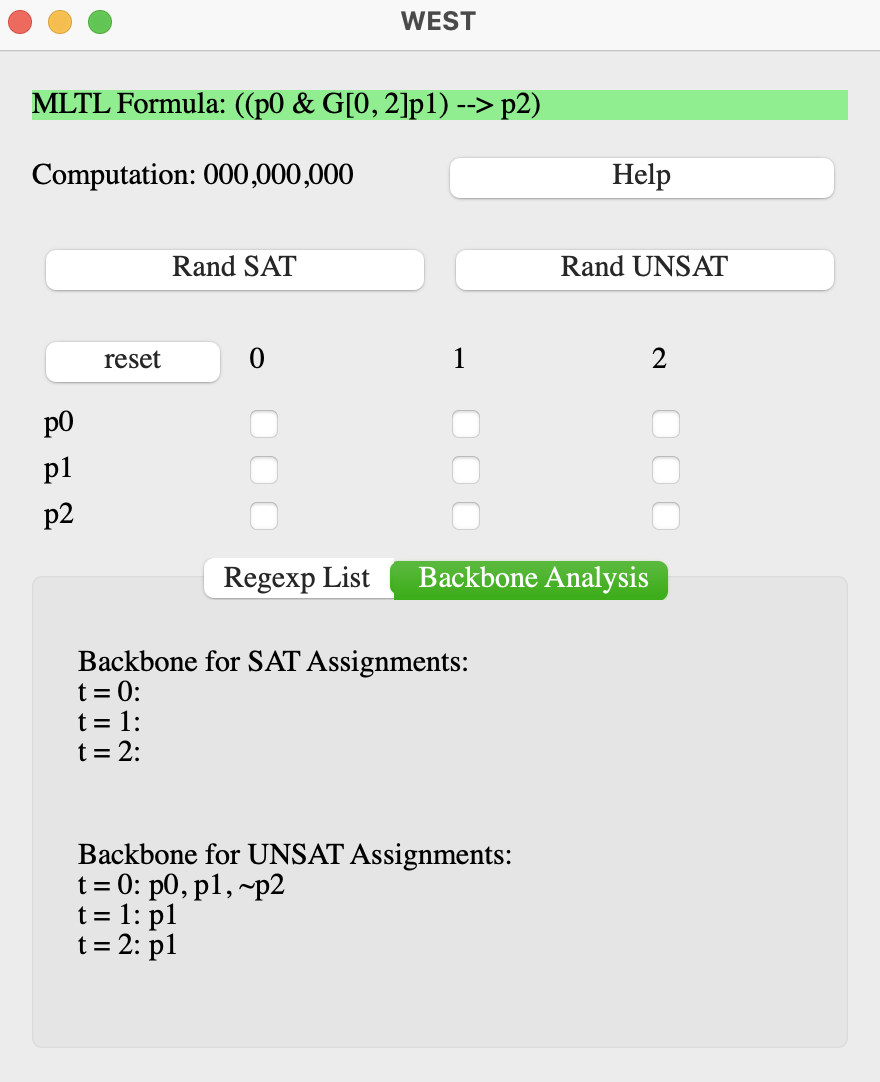 WEST
MLTL Formula: ((p0 & G[0, 2]p1) --> p2)
Computation: 000,000,000
Help
Rand SAT
Rand UNSAT
reset 0 1 2
p0
p1
p2
Regexp List
Backbone Analysis
Backbone for SAT Assignments:
t = 0:
t = 1:
t = 2:
Backbone for UNSAT Assignments:
t = 0: p0, p1, ~p2
t = 1: p1
t = 2: p1